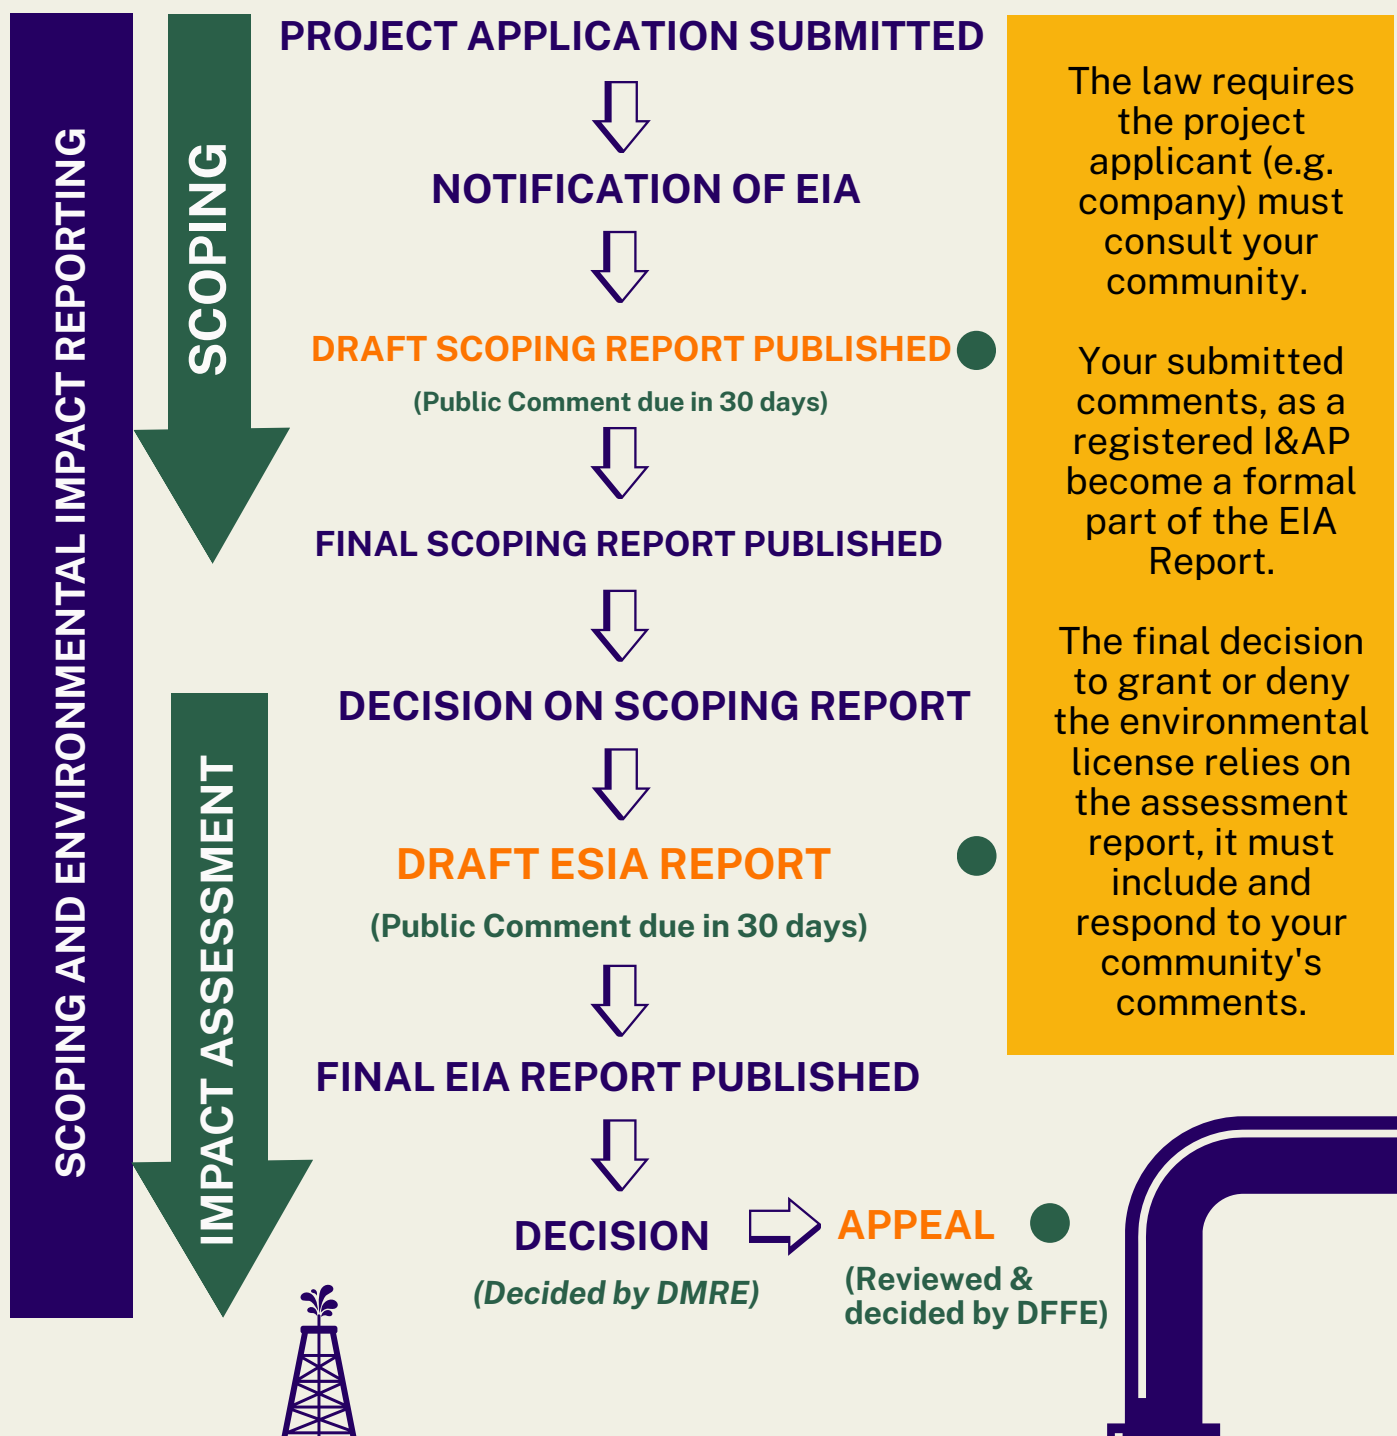 SCOPING AND ENVIRONMENTAL IMPACT REPORTING
SCOPING
IMPACT ASSESSMENT
PROJECT APPLICATION SUBMITTED
NOTIFICATION OF EIA
DRAFT SCOPING REPORT PUBLISHED
(Public Comment due in 30 days)
FINAL SCOPING REPORT PUBLISHED
DECISION ON SCOPING REPORT
DRAFT ESIA REPORT
(Public Comment due in 30 days)
FINAL EIA REPORT PUBLISHED
DECISION
(Decided by DMRE)
APPEAL
(Reviewed &
decided by DFFE)
The law requires
the project
applicant (e.g.
company) must
consult your
community.
Your submitted
comments, as a
registered I&AP
become a formal
part of the EIA
Report.
The final decision
to grant or deny
the environmental
license relies on
the assessment
report, it must
include and
respond to your
community's
comments.